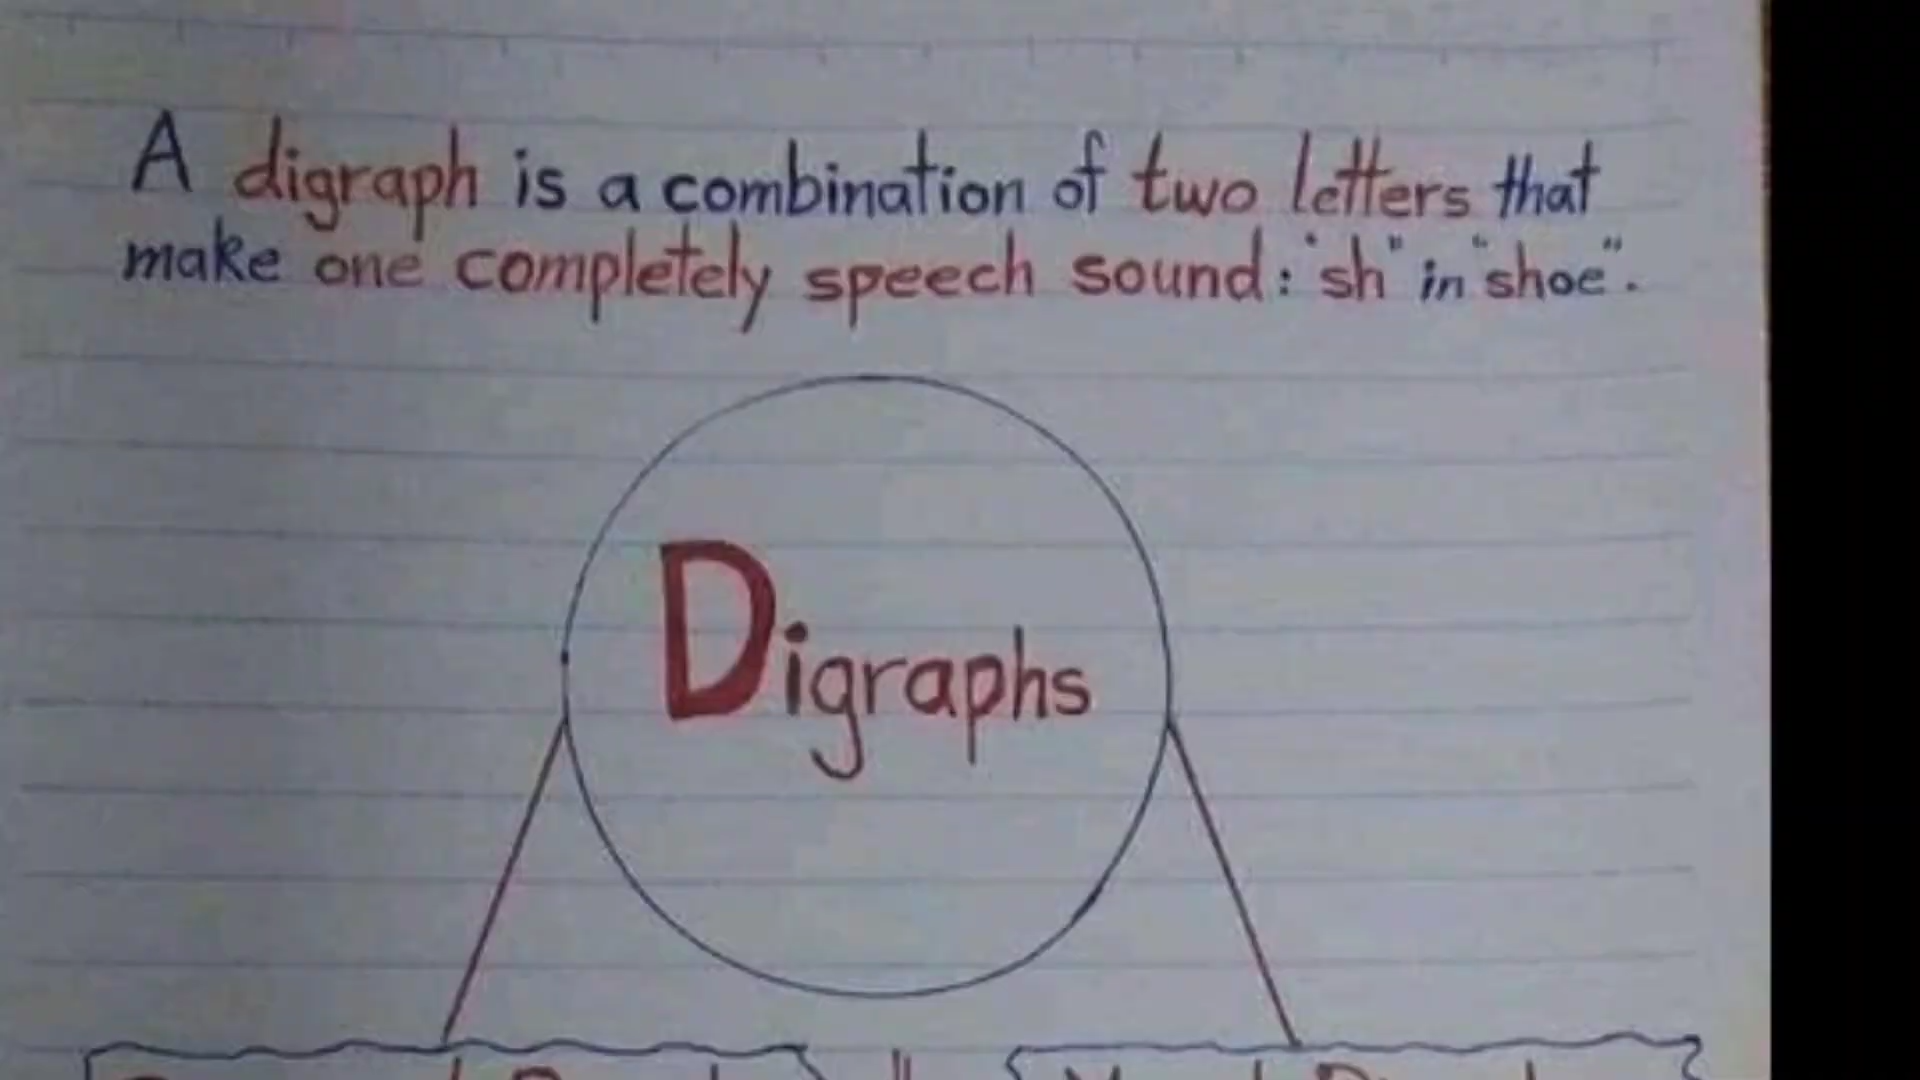 A digraph is a combination of two letters that
make one completely speech sound: "sh" in "shoe".
Digraphs